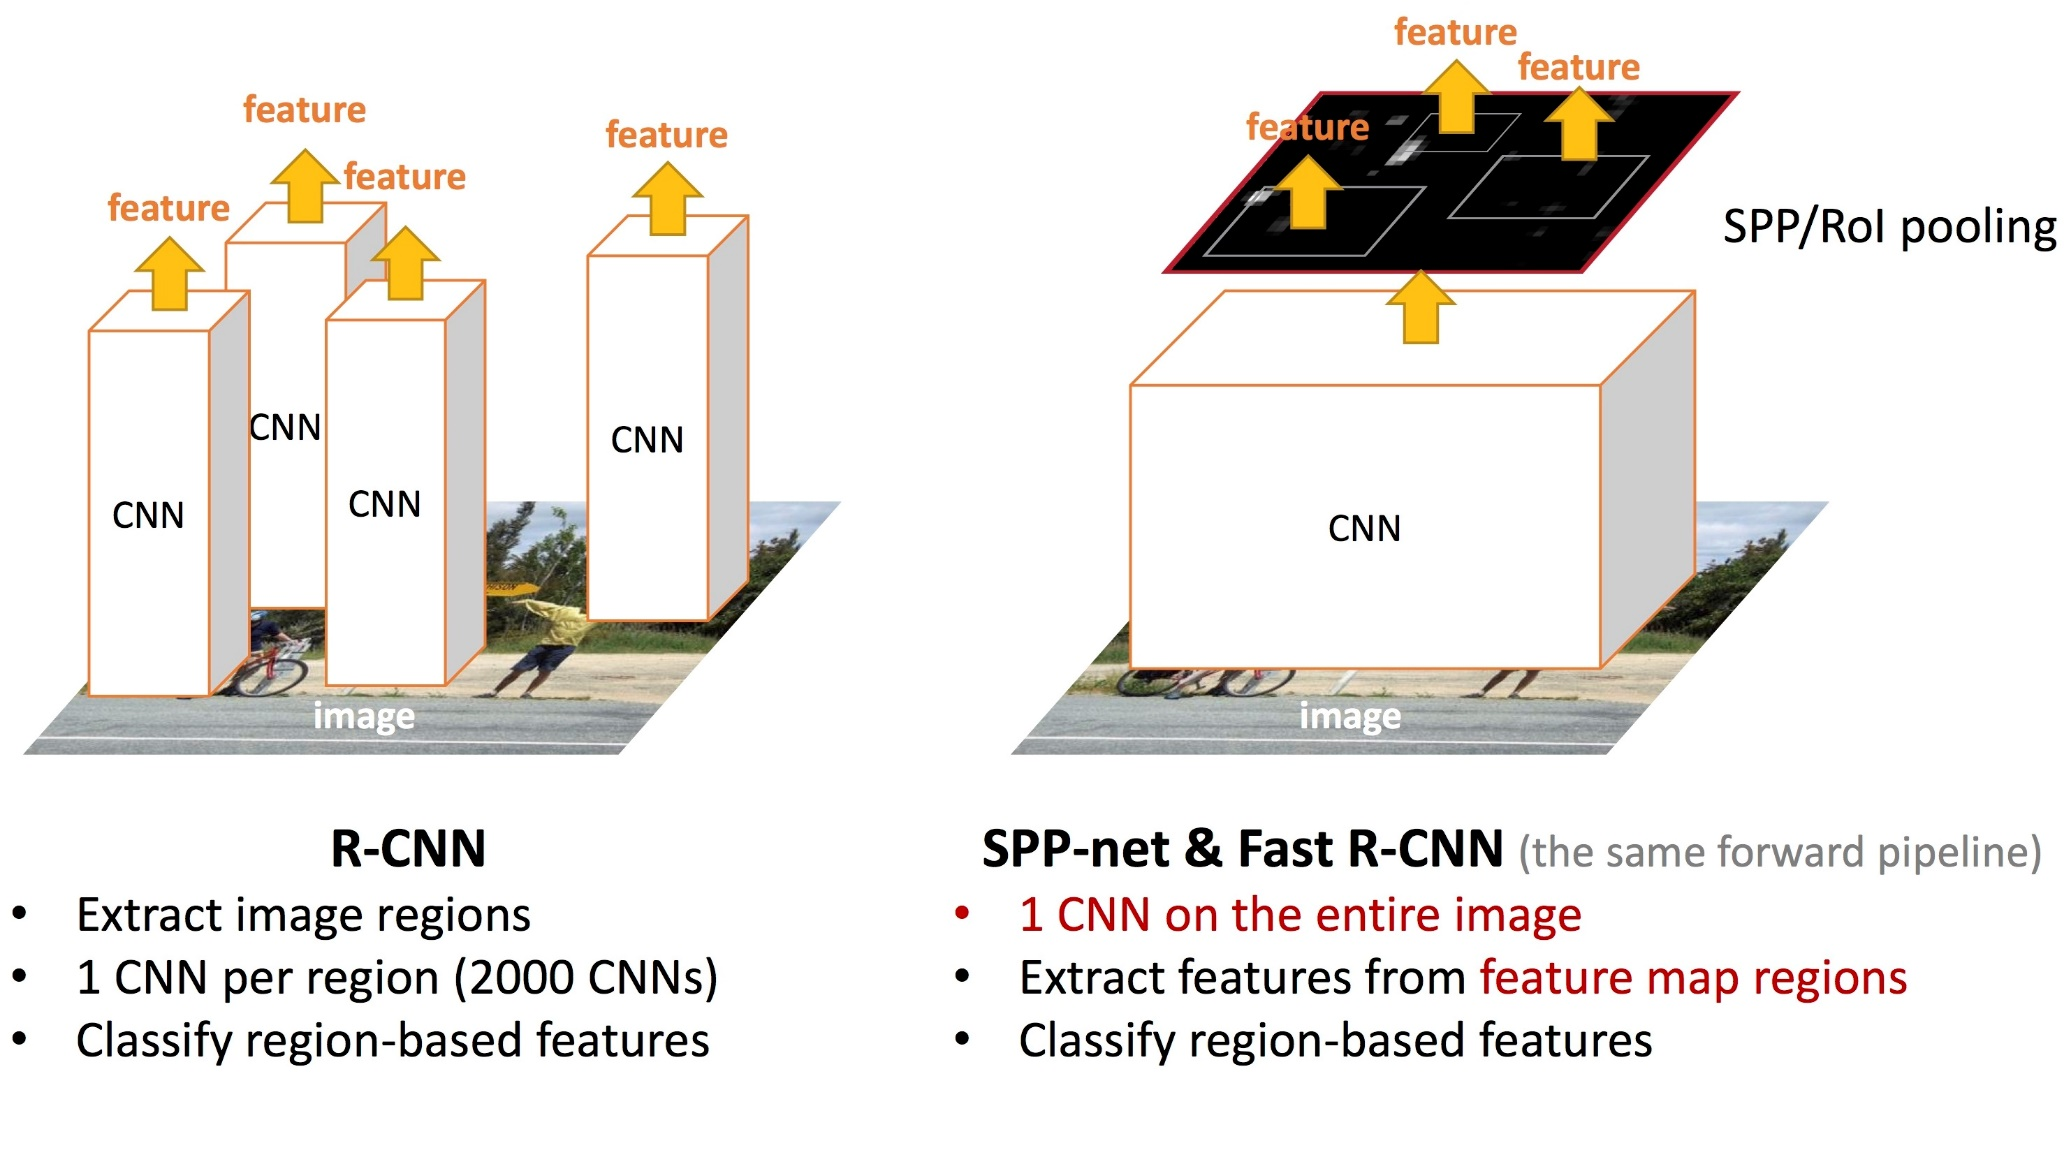 feature
feature
feature
feature
CNN
CNN
CNN
CNN
image
R-CNN
• Extract image regions
• 1 CNN per region (2000 CNNs)
• Classify region-based features
feature
feature
feature
SPP/RoI pooling
CNN
image
SPP-net & Fast R-CNN (the same forward pipeline)
• 1 CNN on the entire image
• Extract features from feature map regions
• Classify region-based features